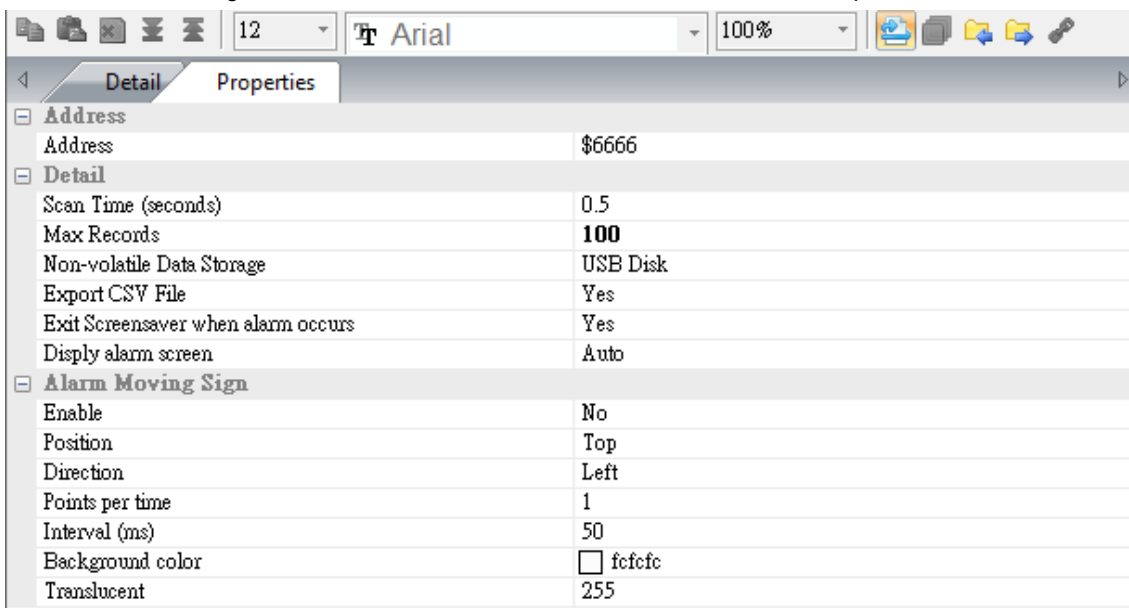 12 Arial 100%
Detail Properties
Address
Address $6666
Detail
Scan Time (seconds) 0.5
Max Records 100
Non-volatile Data Storage USB Disk
Export CSV File Yes
Exit Screensaver when alarm occurs Yes
Disply alarm screen Auto
Alarm Moving Sign
Enable No
Position Top
Direction Left
Points per time 1
Interval (ms) 50
Background color fcfcfc
Translucent 255